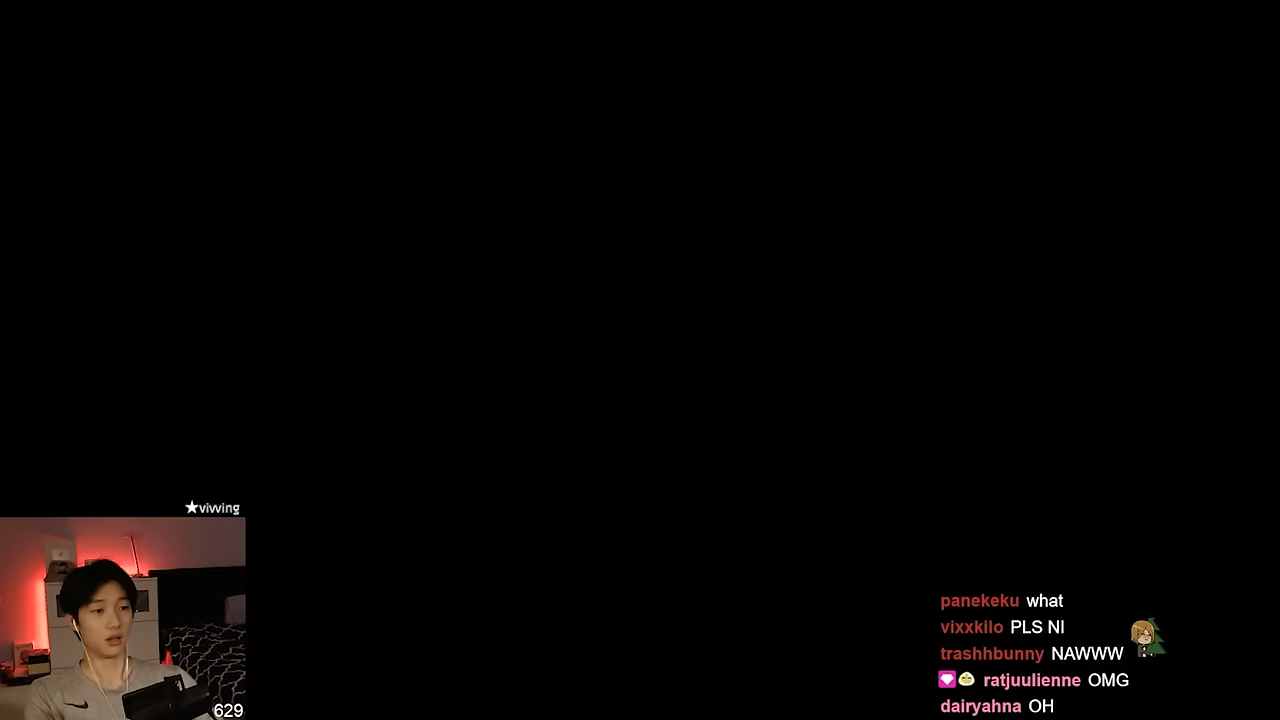 ★vivving
629
panekeku what
vixxkilo PLS NI
trashhbunny NAWWW
ratjuulienne OMG
dairyahna OH